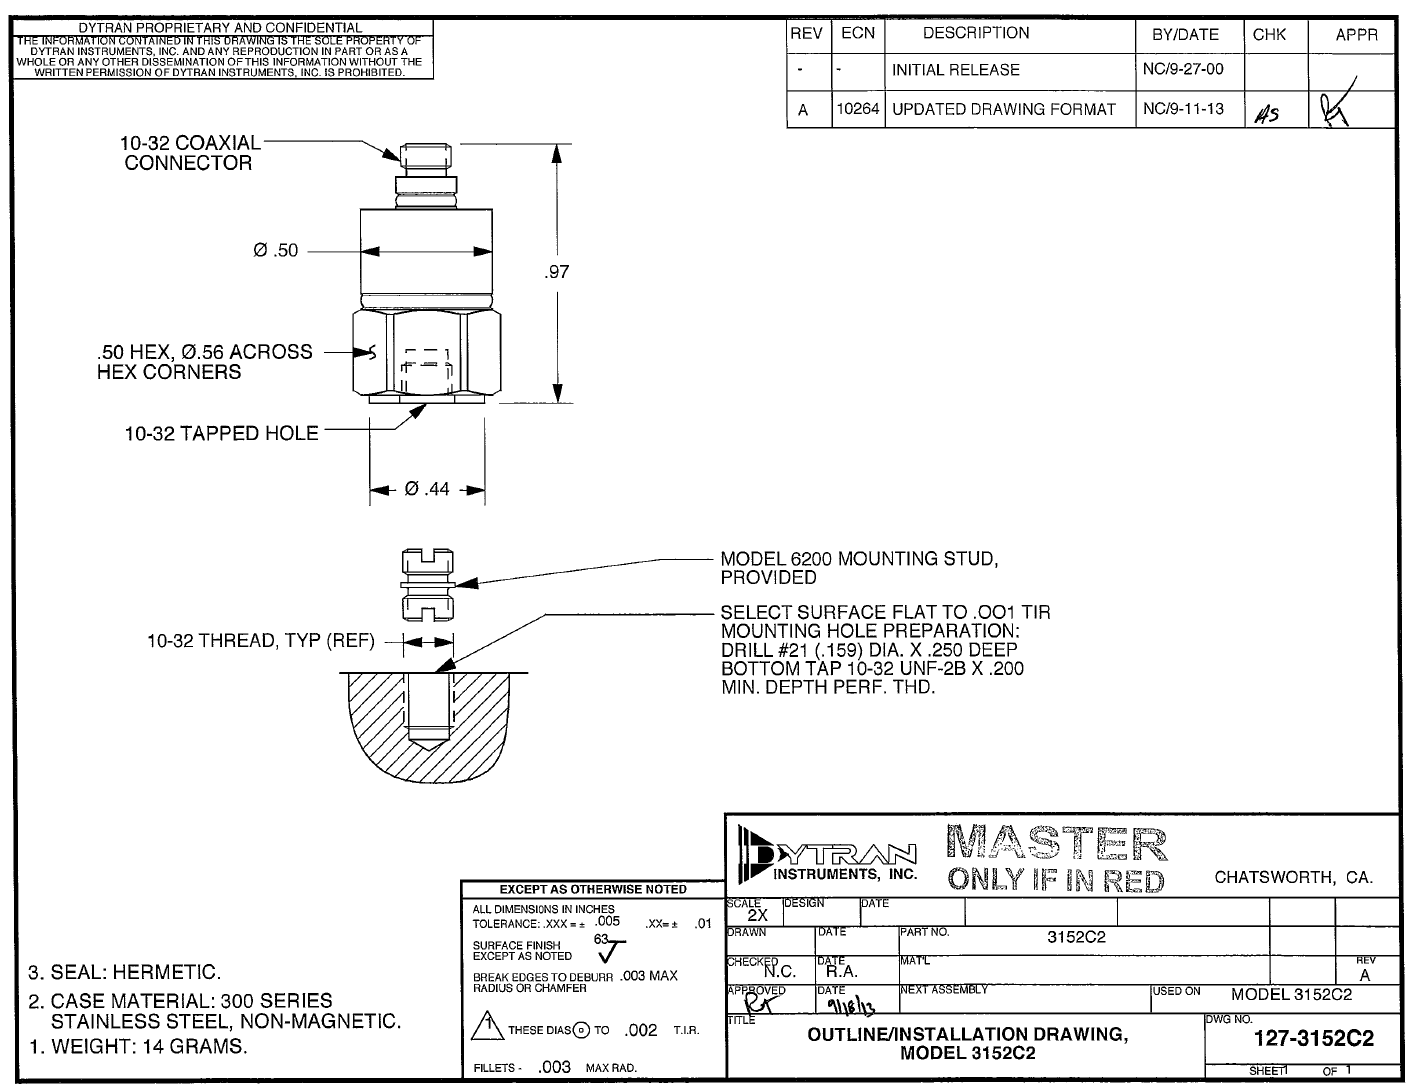 DYTRAN PROPRIETARY AND CONFIDENTIAL
THE INFORMATION CONTAINED IN THIS DRAWING IS THE SOLE PROPERTY OF
DYTRAN INSTRUMENTS, INC. AND ANY REPRODUCTION IN PART OR AS A
WHOLE OR ANY OTHER DISSEMINATION OF THIS INFORMATION WITHOUT THE
WRITTEN PERMISSION OF DYTRAN INSTRUMENTS, INC. IS PROHIBITED.
REV ECN DESCRIPTION BY/DATE CHK APPR
- - INITIAL RELEASE NC/9-27-00
A 10264 UPDATED DRAWING FORMAT NC/9-11-13 AS
10-32 COAXIAL
CONNECTOR
Ø .50
.97
.50 HEX, Ø.56 ACROSS
HEX CORNERS
10-32 TAPPED HOLE
Ø .44
MODEL 6200 MOUNTING STUD,
PROVIDED
SELECT SURFACE FLAT TO .OO1 TIR
MOUNTING HOLE PREPARATION:
DRILL #21 (.159) DIA. X .250 DEEP
BOTTOM TAP 10-32 UNF-2B X .200
MIN. DEPTH PERF. THD.
10-32 THREAD, TYP (REF)
3. SEAL: HERMETIC.
2. CASE MATERIAL: 300 SERIES
STAINLESS STEEL, NON-MAGNETIC.
1. WEIGHT: 14 GRAMS.
EXCEPT AS OTHERWISE NOTED
ALL DIMENSIONS IN INCHES
TOLERANCE: .XXX = ± .005 .XX= ± .01
SURFACE FINISH 63
EXCEPT AS NOTED
BREAK EDGES TO DEBURR .003 MAX
RADIUS OR CHAMFER
1 THESE DIAS TO .002 T.I.R.
FILLETS - .003 MAX RAD.
DYTRAN
INSTRUMENTS, INC.
MASTER
ONLY IF IN RED
CHATSWORTH, CA.
SCALE 2X DESIGN DATE
DRAWN DATE PART NO. 3152C2
CHECKED N.C. DATE R.A. MAT'L REV A
APPROVED DATE 9/18/13 NEXT ASSEMBLY USED ON MODEL 3152C2
TITLE OUTLINE/INSTALLATION DRAWING,
MODEL 3152C2
DWG NO. 127-3152C2
SHEET 1 OF 1